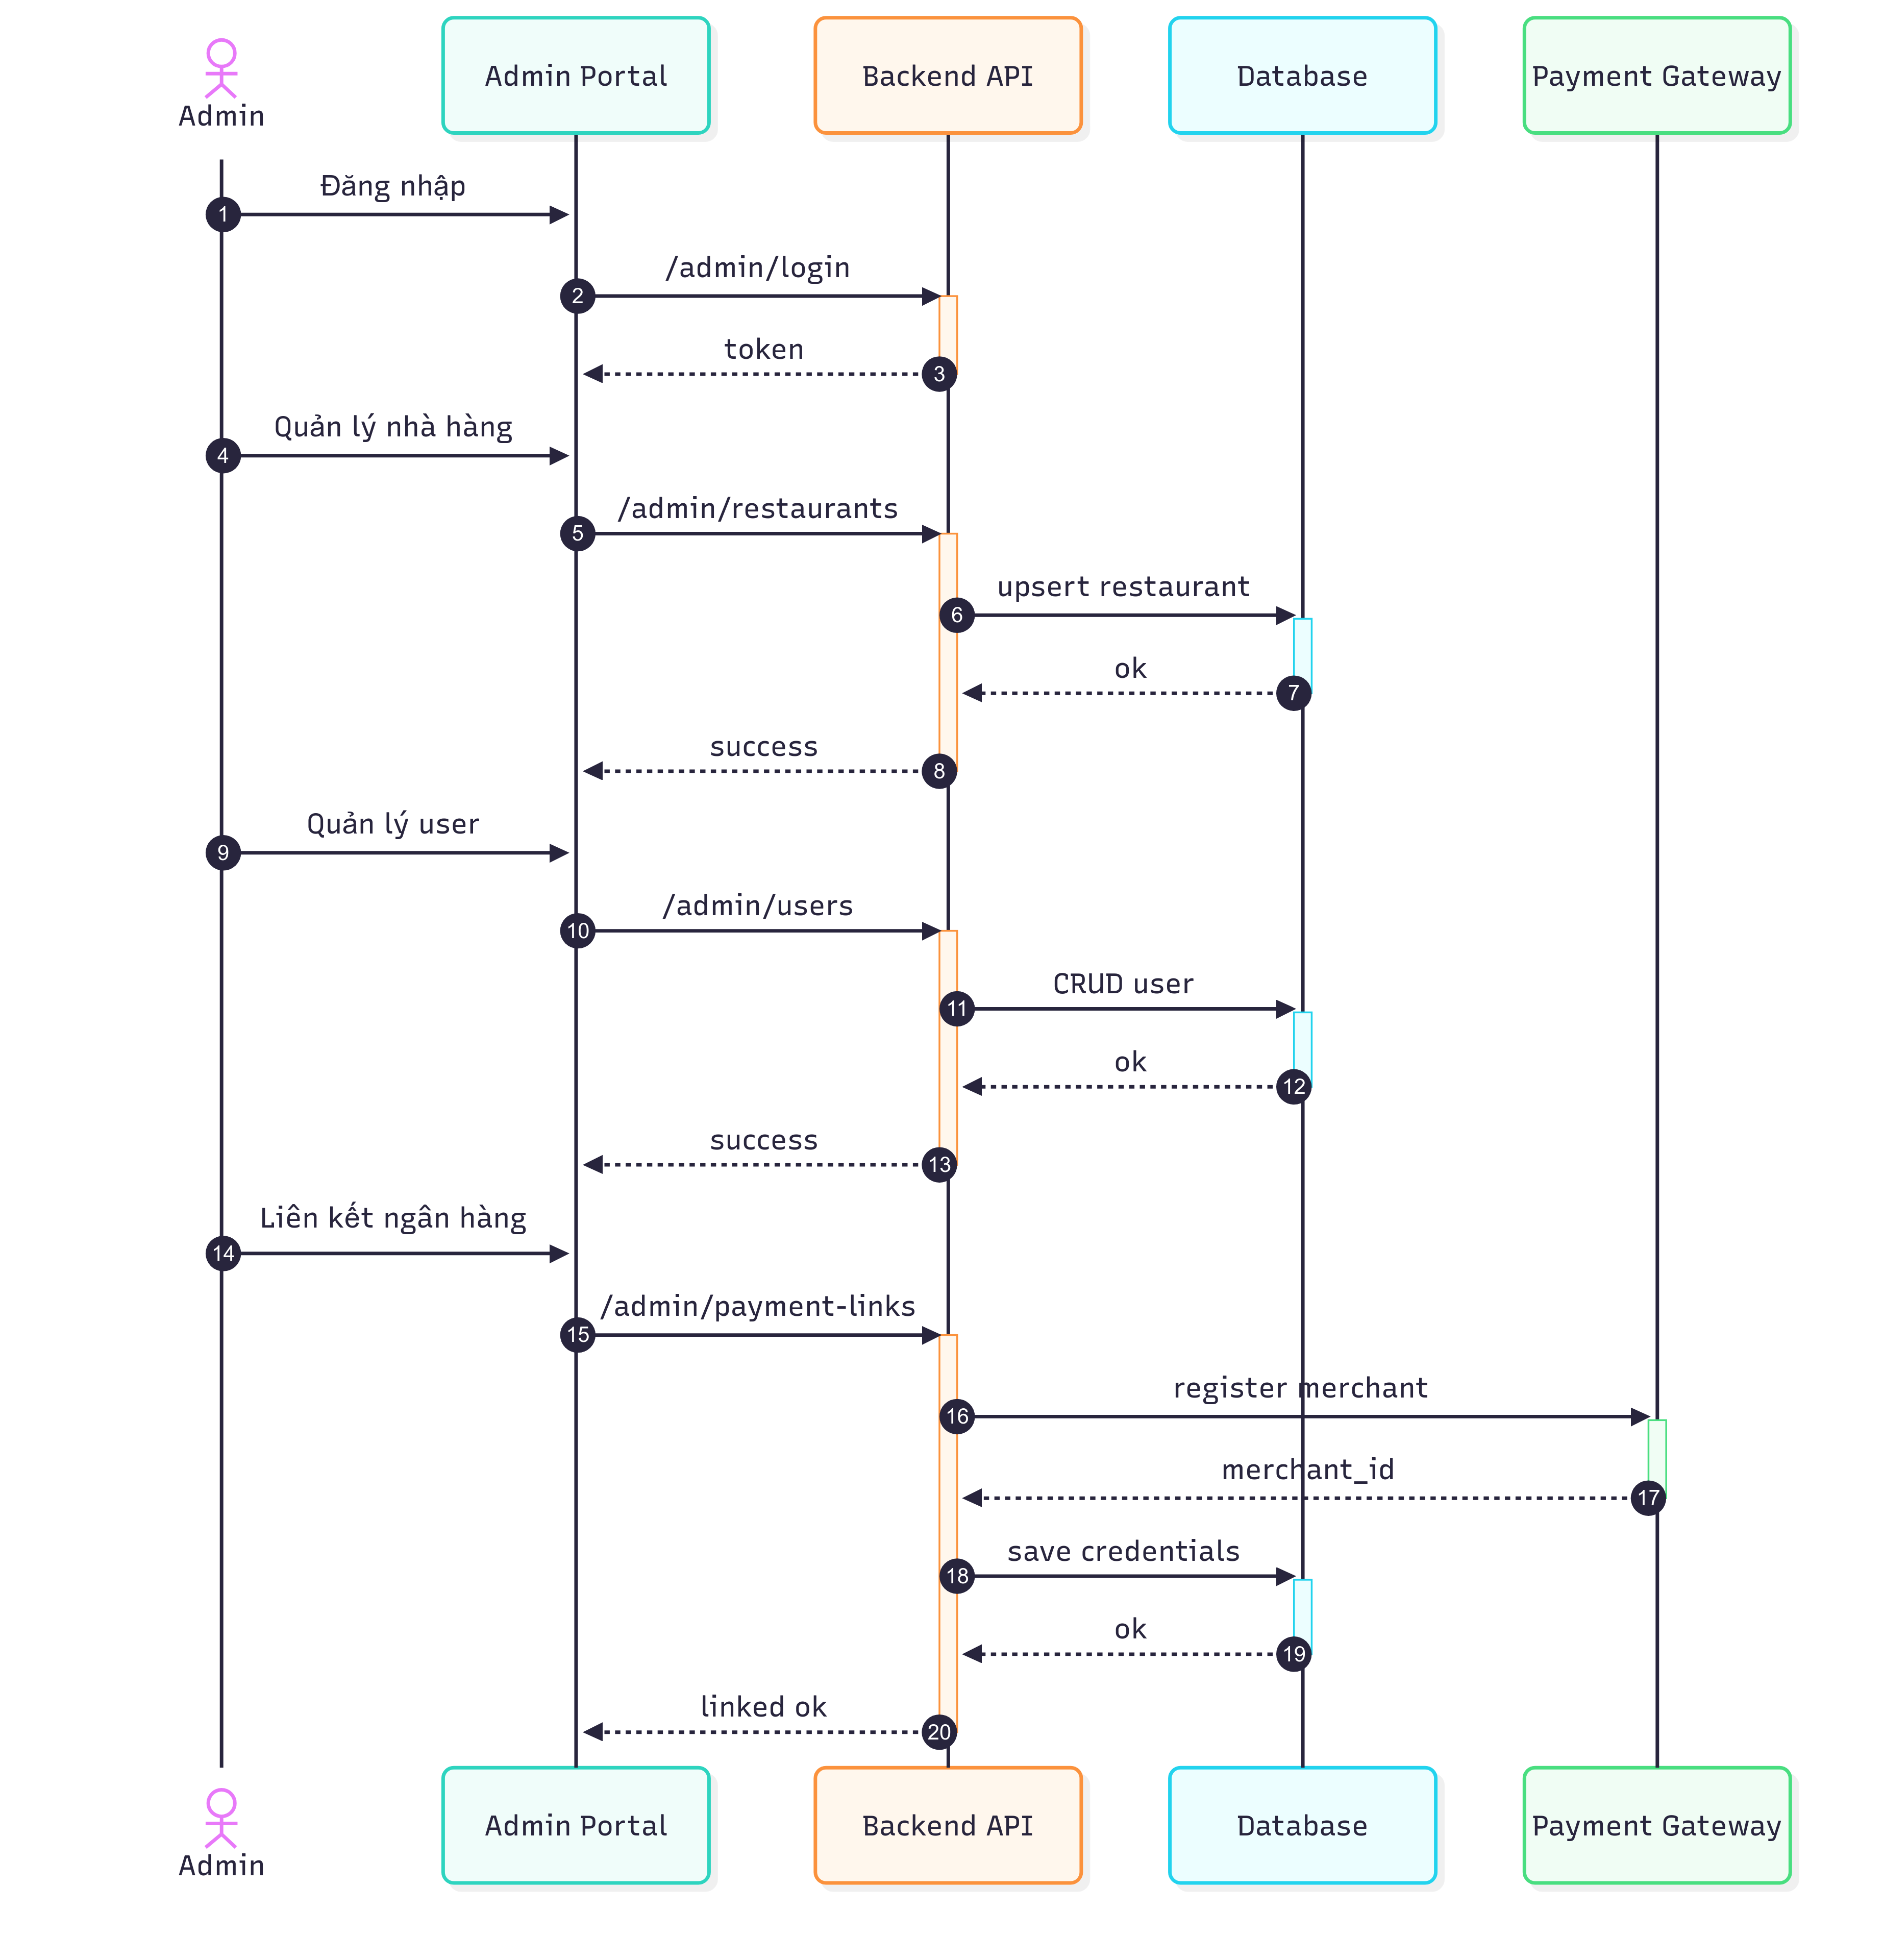 Admin
Admin Portal
Backend API
Database
Payment Gateway
1
Đăng nhập
2
/admin/login
3
token
4
Quản lý nhà hàng
5
/admin/restaurants
6
upsert restaurant
7
ok
8
success
9
Quản lý user
10
/admin/users
11
CRUD user
12
ok
13
success
14
Liên kết ngân hàng
15
/admin/payment-links
16
register merchant
17
merchant_id
18
save credentials
19
ok
20
linked ok
Admin
Admin Portal
Backend API
Database
Payment Gateway